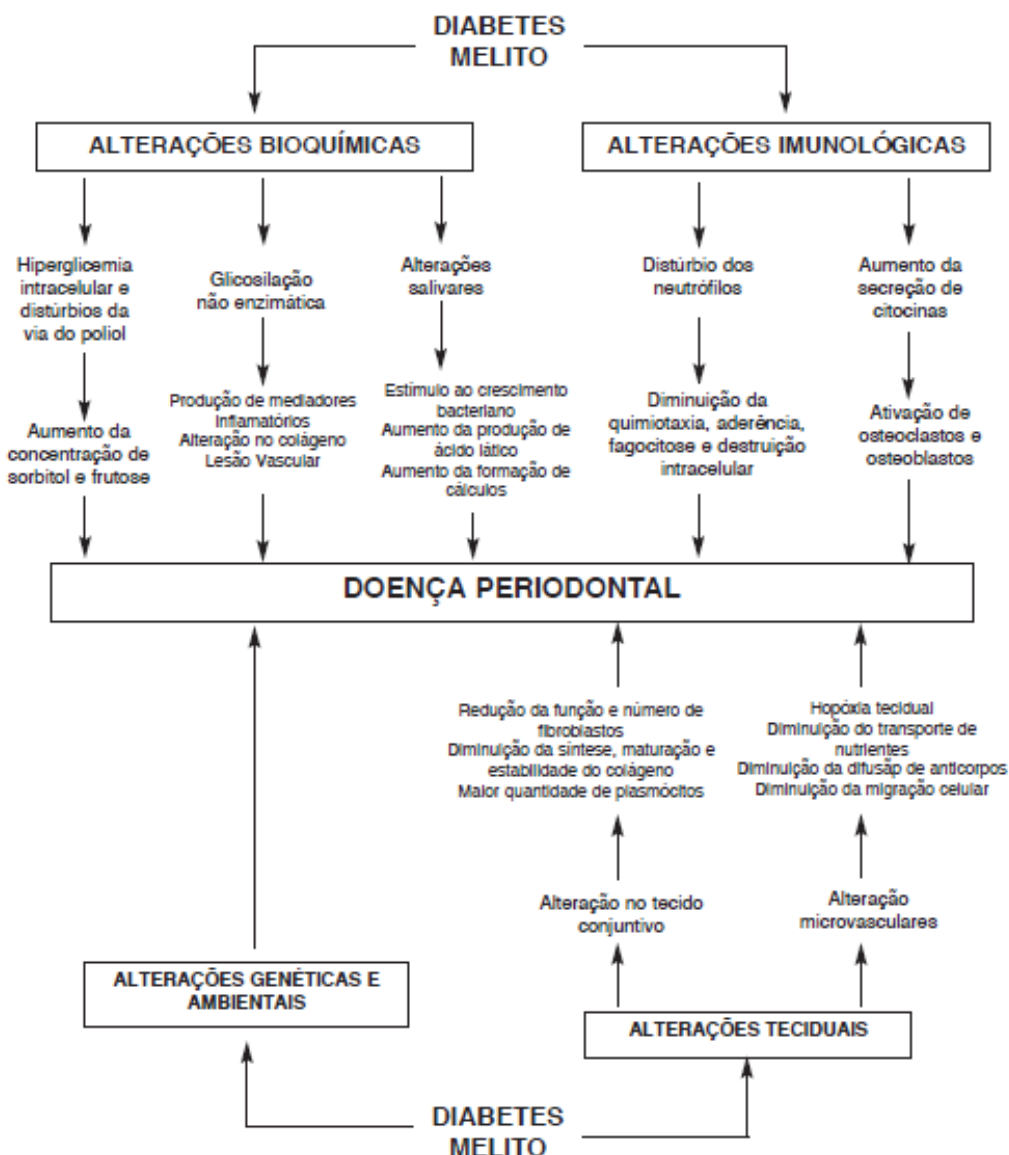 DIABETES
MELITO
ALTERAÇÕES BIOQUÍMICAS
ALTERAÇÕES IMUNOLÓGICAS
Hiperglicemia
intracelular e
distúrbios da
via do poliol
Glicosilação
não enzimática
Alterações
salivares
Distúrbio dos
neutrófilos
Aumento da
secreção de
citocinas
Aumento da
concentração de
sorbitol e frutose
Produção de mediadores
Inflamatórios
Alteração no colágeno
Lesão Vascular
Estímulo ao crescimento
bacteriano
Aumento da produção de
ácido lático
Aumento da formação de
cálculos
Diminuição da
quimiotaxia, aderência,
fagocitose e destruição
intracelular
Ativação de
osteoclastos e
osteoblastos
DOENÇA PERIODONTAL
Redução da função e número de
fibroblastos
Diminuição da síntese, maturação e
estabilidade do colágeno
Maior quantidade de plasmócitos
Hopóxia tecidual
Diminuição do transporte de
nutrientes
Diminuição da difusãp de anticorpos
Diminuição da migração celular
Alteração no tecido
conjuntivo
Alteração
microvasculares
ALTERAÇÕES GENÉTICAS E
AMBIENTAIS
ALTERAÇÕES TECIDUAIS
DIABETES
MELITO